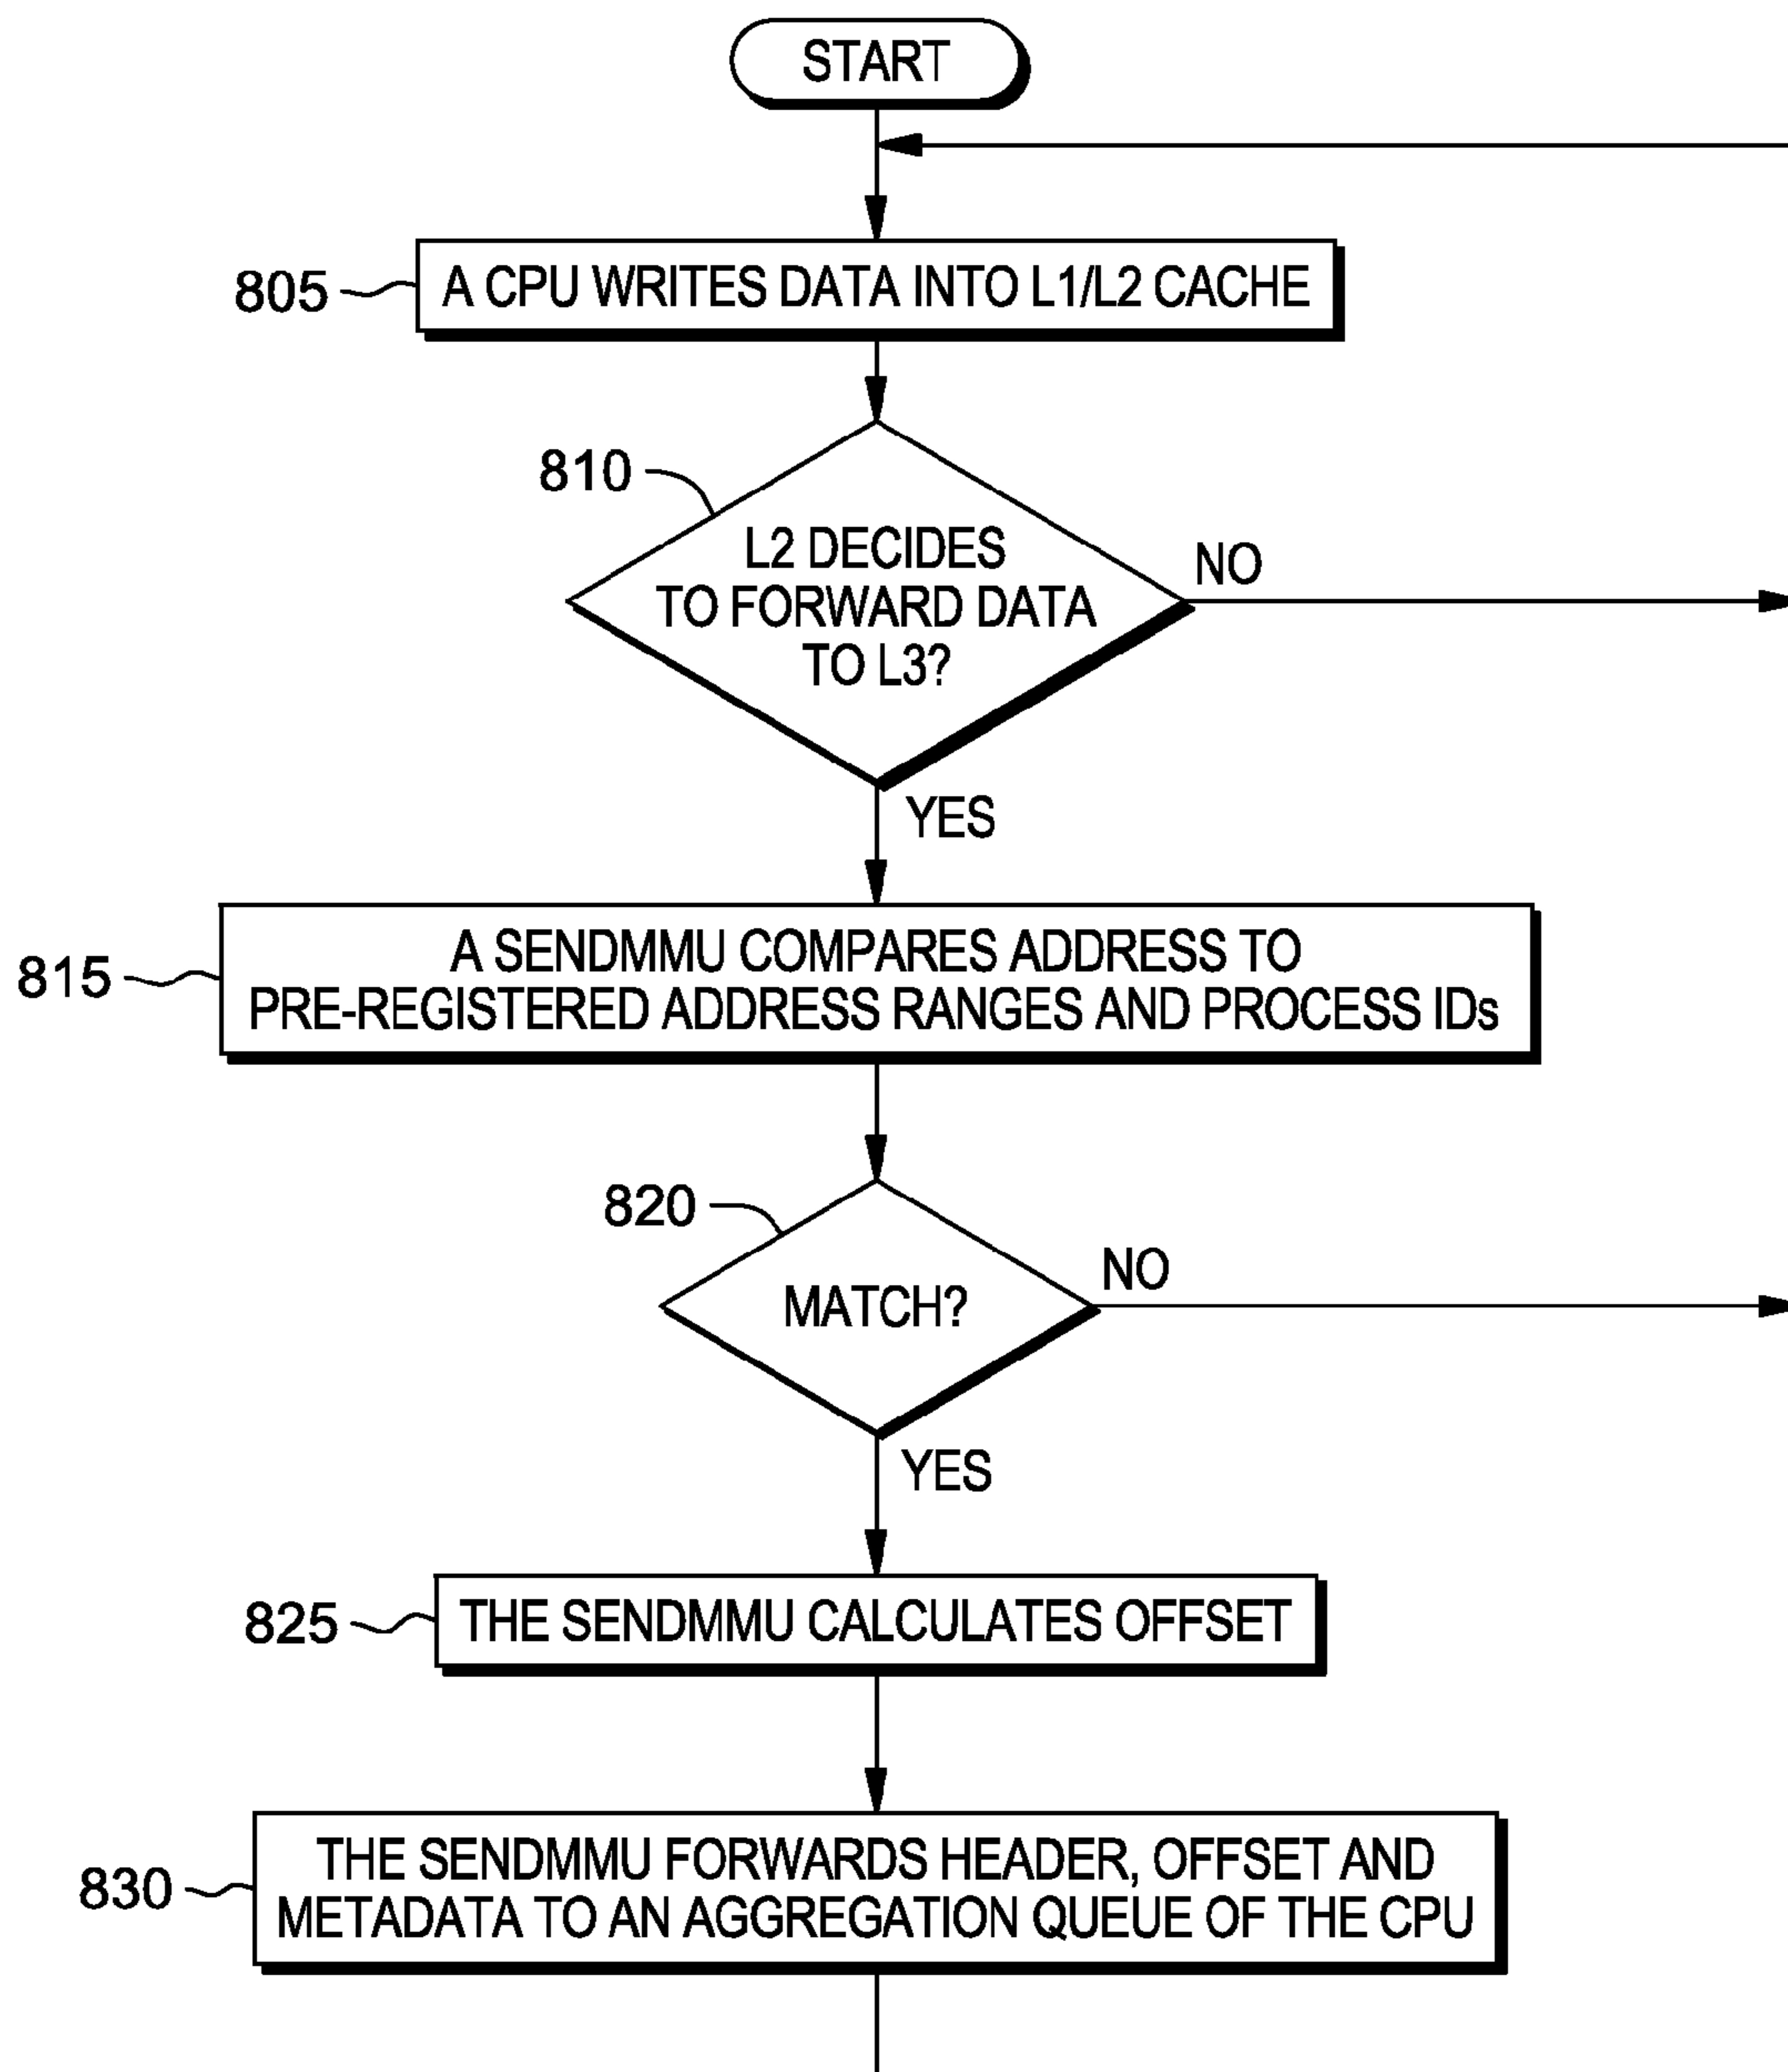 START
805
A CPU WRITES DATA INTO L1/L2 CACHE
810
L2 DECIDES
TO FORWARD DATA
TO L3?
NO
YES
815
A SENDMMU COMPARES ADDRESS TO
PRE-REGISTERED ADDRESS RANGES AND PROCESS IDs
820
MATCH?
NO
YES
825
THE SENDMMU CALCULATES OFFSET
830
THE SENDMMU FORWARDS HEADER, OFFSET AND
METADATA TO AN AGGREGATION QUEUE OF THE CPU